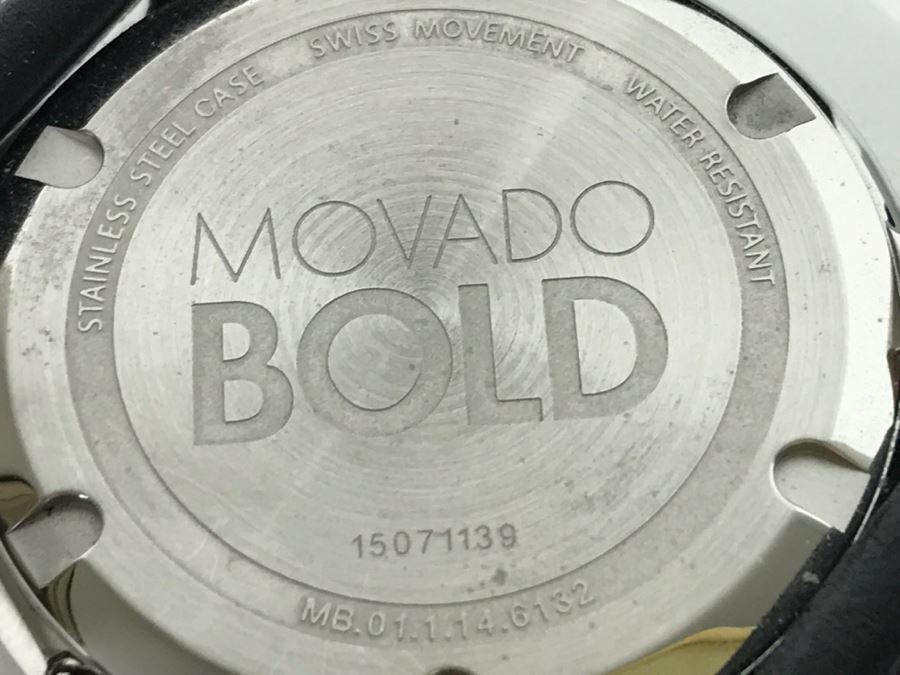 STAINLESS STEEL CASE
SWISS MOVEMENT
WATER RESISTANT
MOVADO
BOLD
15071139
MB.01.1.14.6132